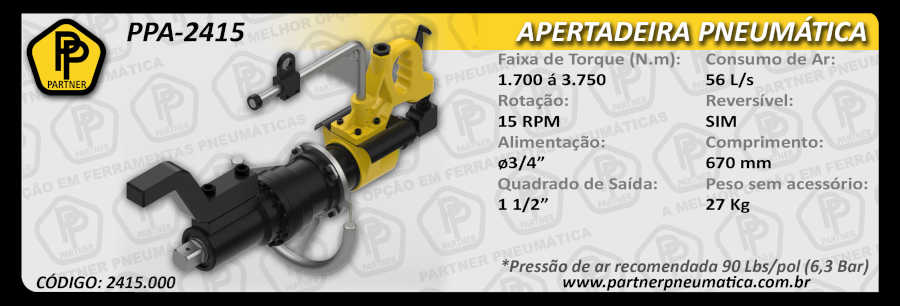 PPA-2415
APERTADEIRA PNEUMÁTICA
PP
PARTNER
Faixa de Torque (N.m):
1.700 á 3.750
Rotação:
15 RPM
Alimentação:
ø3/4”
Quadrado de Saída:
1 1/2”
Consumo de Ar:
56 L/s
Reversível:
SIM
Comprimento:
670 mm
Peso sem acessório:
27 Kg
*Pressão de ar recomendada 90 Lbs/pol (6,3 Bar)
www.partnerpneumatica.com.br
CÓDIGO: 2415.000